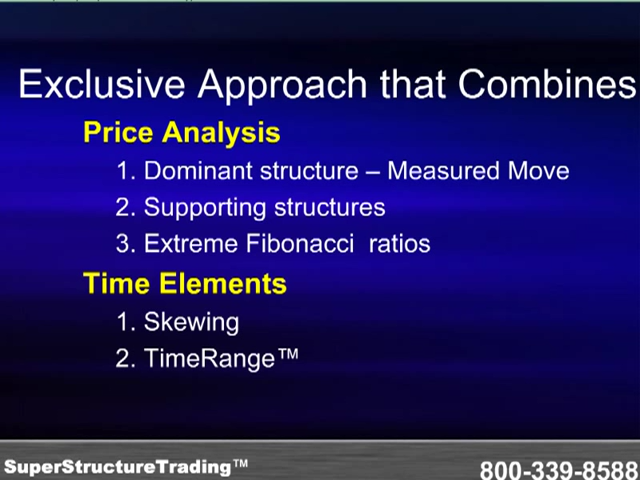 Exclusive Approach that Combines
Price Analysis
1. Dominant structure – Measured Move
2. Supporting structures
3. Extreme Fibonacci ratios
Time Elements
1. Skewing
2. TimeRange™
SuperStructureTrading™
800-339-8588